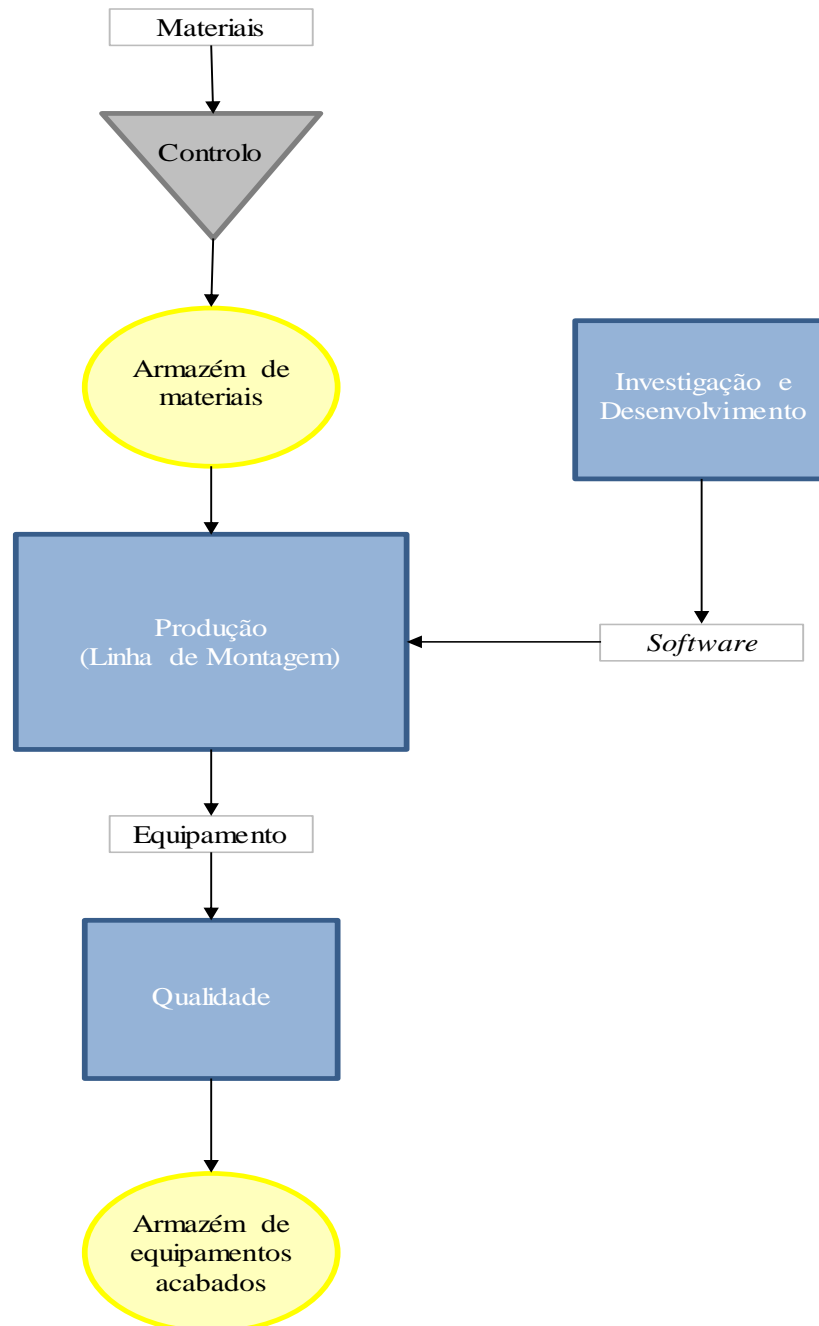 Materiais
Controlo
Armazém de
materiais
Investigação e
Desenvolvimento
Produção
(Linha de Montagem)
Software
Equipamento
Qualidade
Armazém de
equipamentos
acabados